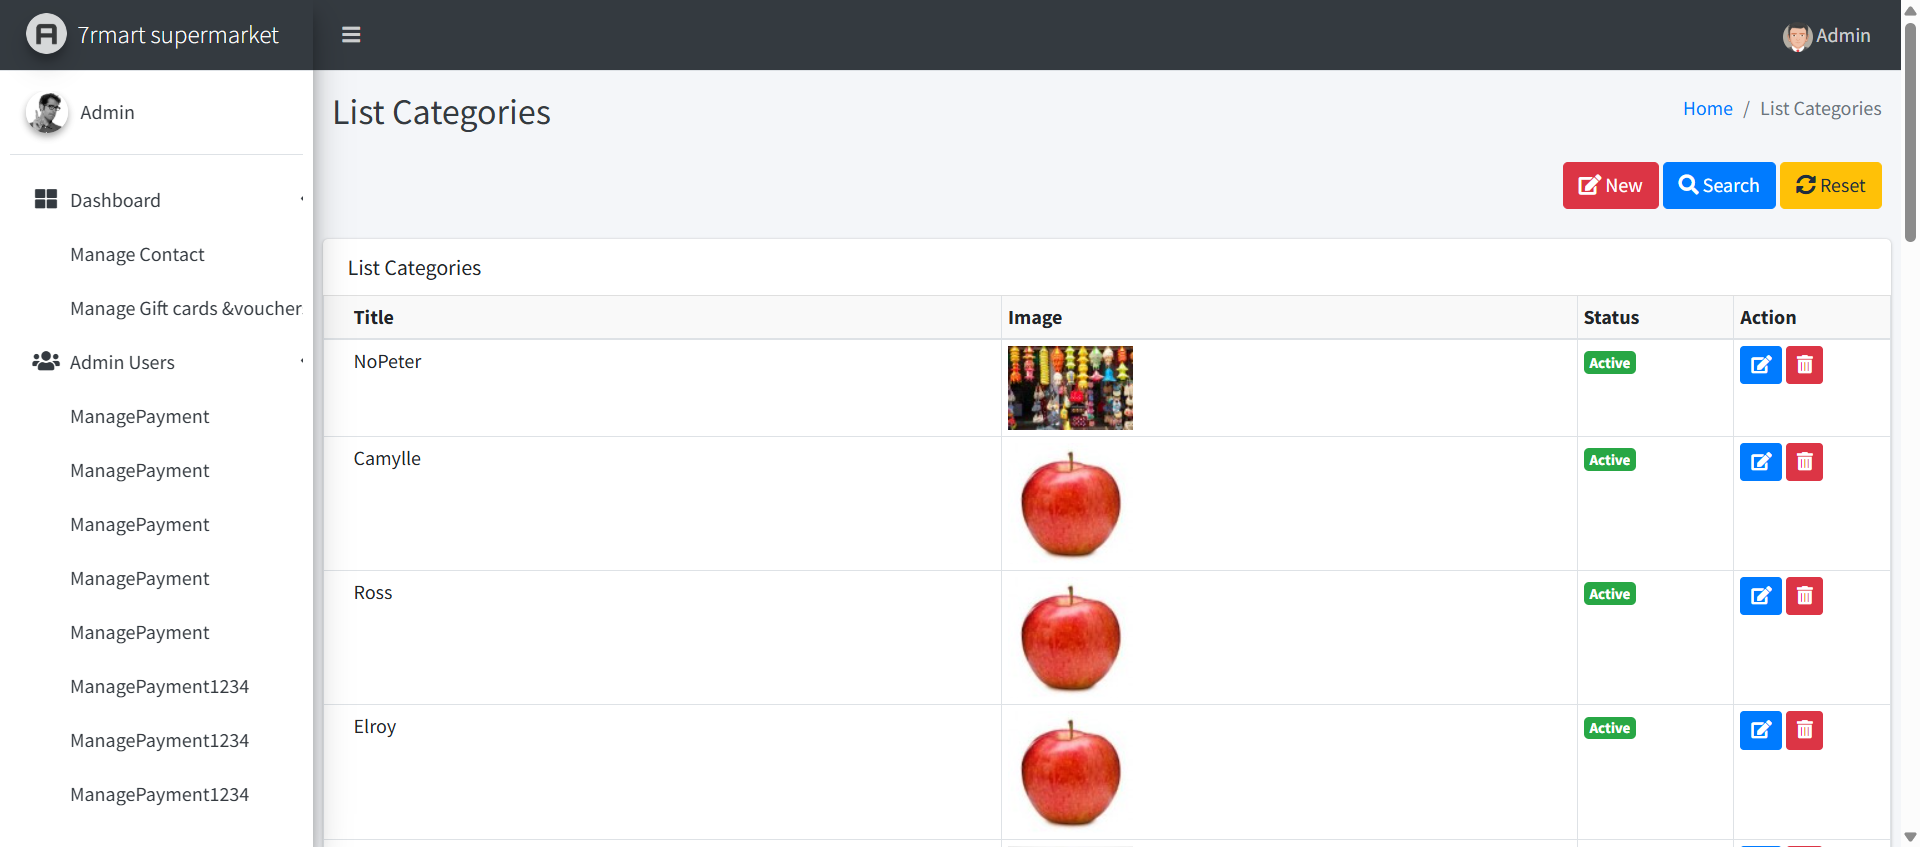 7rmart supermarket
Admin
Admin
List Categories
Home / List Categories
New Search Reset
Dashboard
Manage Contact
Manage Gift cards &voucher
Admin Users
ManagePayment
ManagePayment
ManagePayment
ManagePayment
ManagePayment
ManagePayment1234
ManagePayment1234
ManagePayment1234
List Categories
Title Image Status Action
NoPeter Active
Camylle Active
Ross Active
Elroy Active